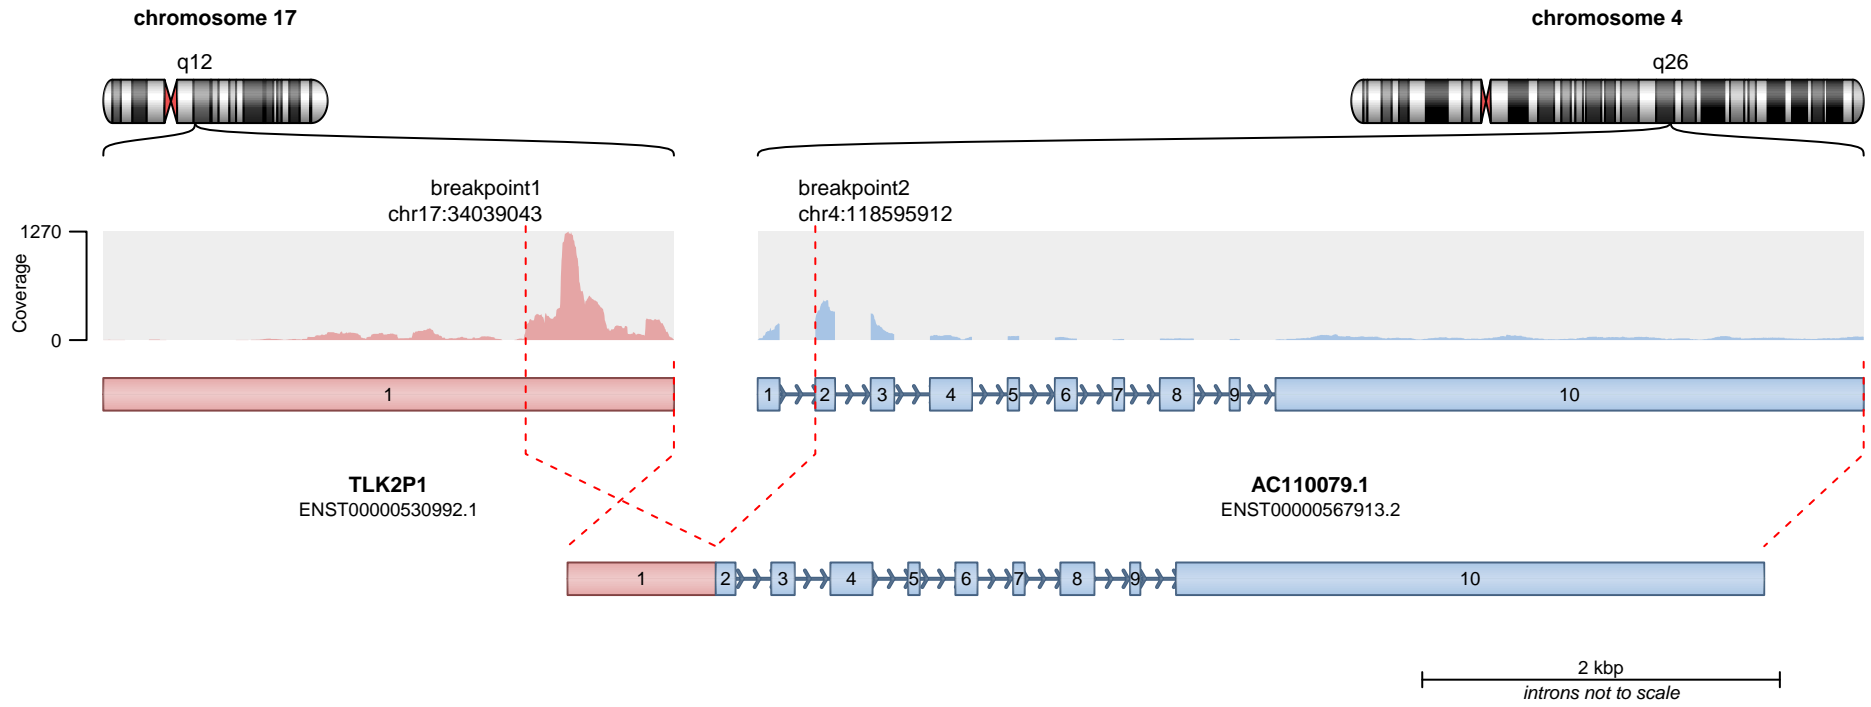 chromosome 17
chromosome 4
q12
q26
breakpoint1
chr17:34039043
breakpoint2
chr4:118595912
Coverage
1270
0
1
1 2 3 4 5 6 7 8 9 10
TLK2P1
ENST00000530992.1
AC110079.1
ENST00000567913.2
1 2 3 4 5 6 7 8 9 10
2 kbp
introns not to scale